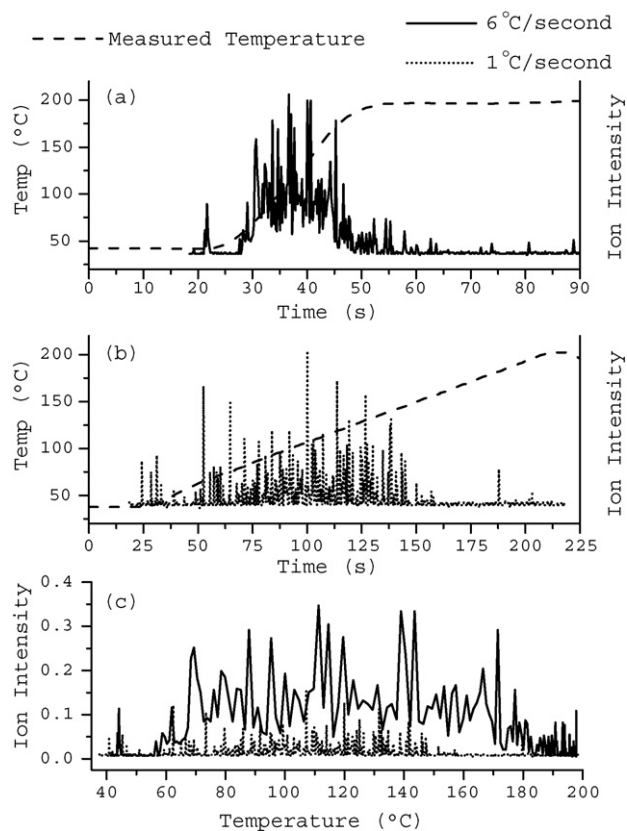 6°C/second
Measured Temperature
1°C/second
(a)
Temp (°C)
200
150
100
50
Ion Intensity
0 10 20 30 40 50 60 70 80 90
Time (s)
(b)
Temp (°C)
200
150
100
50
Ion Intensity
0 25 50 75 100 125 150 175 200 225
Time (s)
(c)
Ion Intensity
0.4
0.3
0.2
0.1
0.0
40 60 80 100 120 140 160 180 200
Temperature (°C)